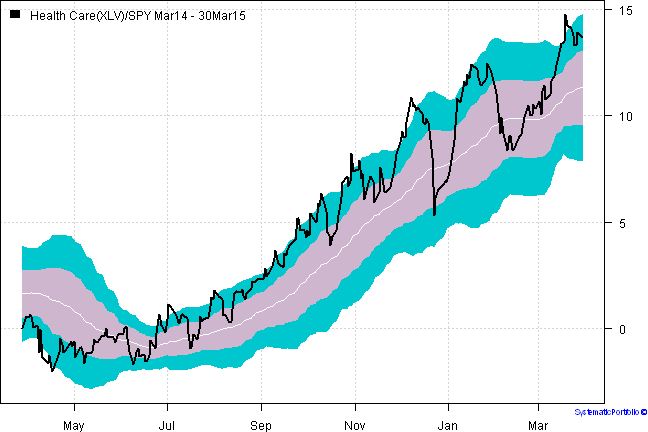 Health Care(XLV)/SPY Mar14 - 30Mar15
15
10
5
0
May Jul Sep Nov Jan Mar
SystematicPortfolio ©